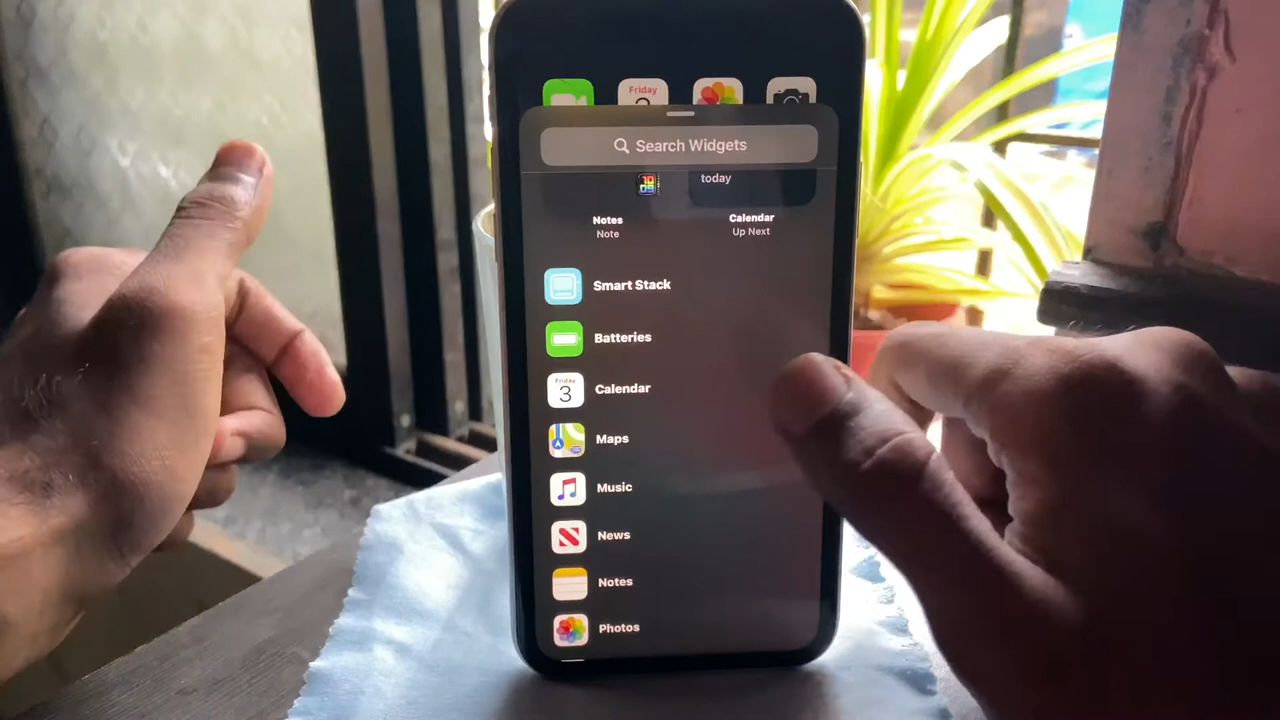 Friday
Search Widgets
today
Notes
Note
Calendar
Up Next
Smart Stack
Batteries
Friday
3
Calendar
Maps
Music
News
Notes
Photos